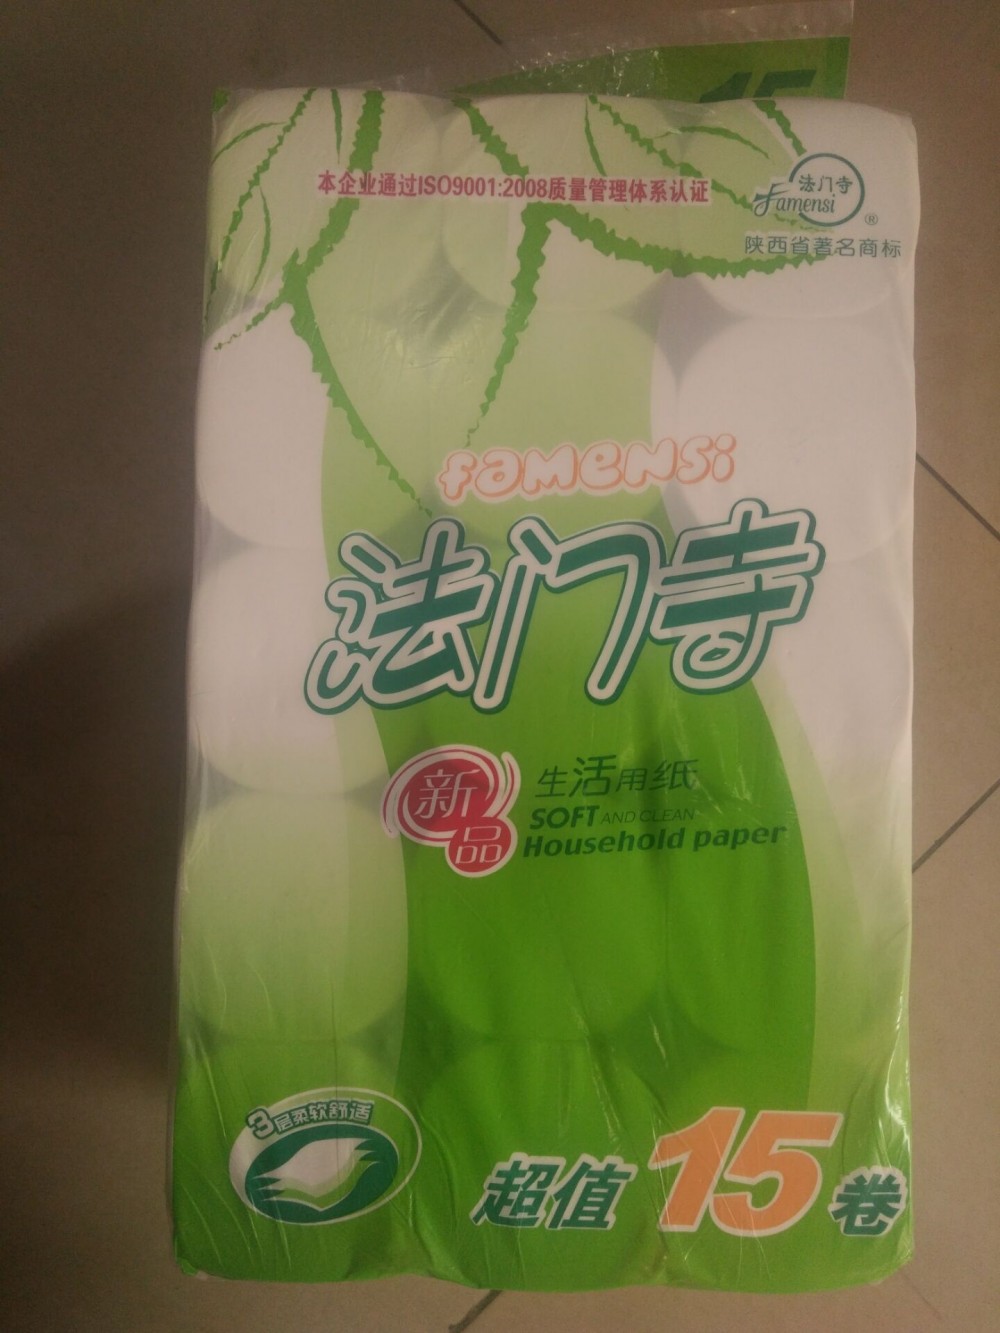 15
本企业通过ISO9001:2008质量管理体系认证
法门寺
Famensi
®
陕西省著名商标
famensi
法门寺
新品
生活用纸
SOFT AND CLEAN
Household paper
3层柔软舒适
超值15卷